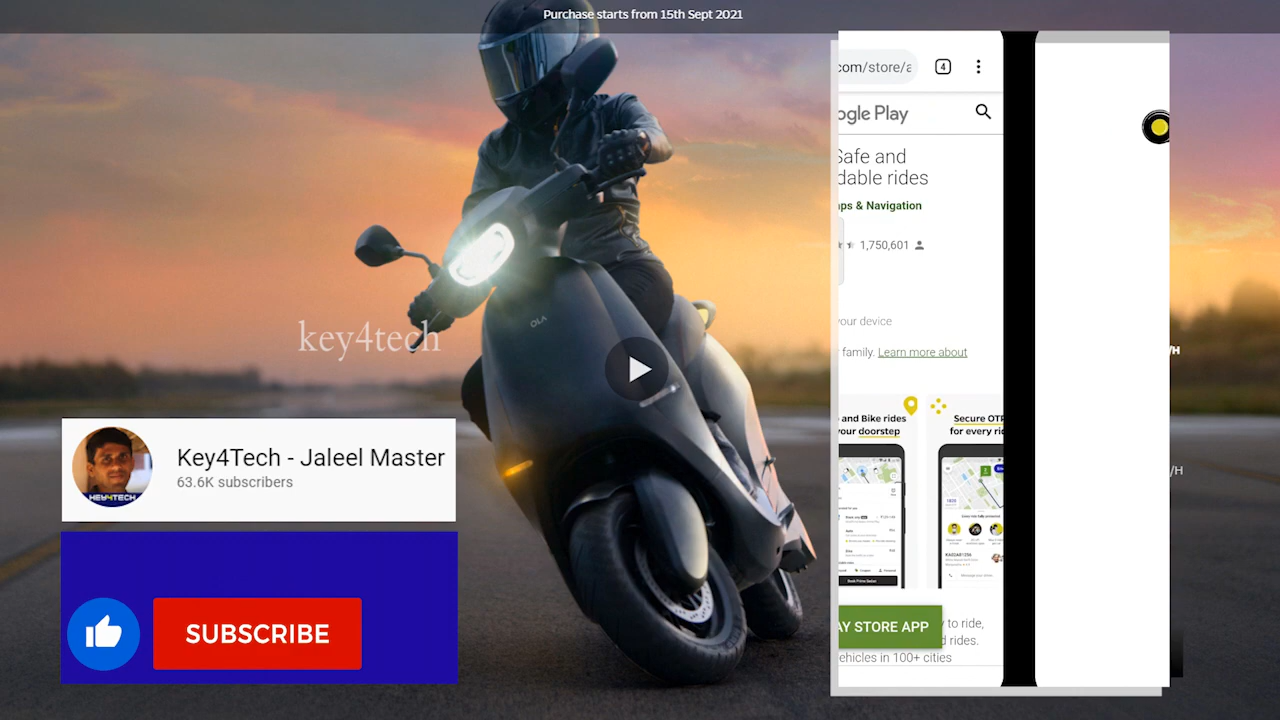 Purchase starts from 15th Sept 2021
com/store/a
4
ogle Play
Safe and
dable rides
ps & Navigation
1,750,601
your device
family. Learn more about
and Bike rides
your doorstep
Secure OTP
for every ri
OLA
key4tech
/H
/H
KEY4TECH
Key4Tech - Jaleel Master
63.6K subscribers
SUBSCRIBE
AY STORE APP
y to ride,
d rides.
ehicles in 100+ cities